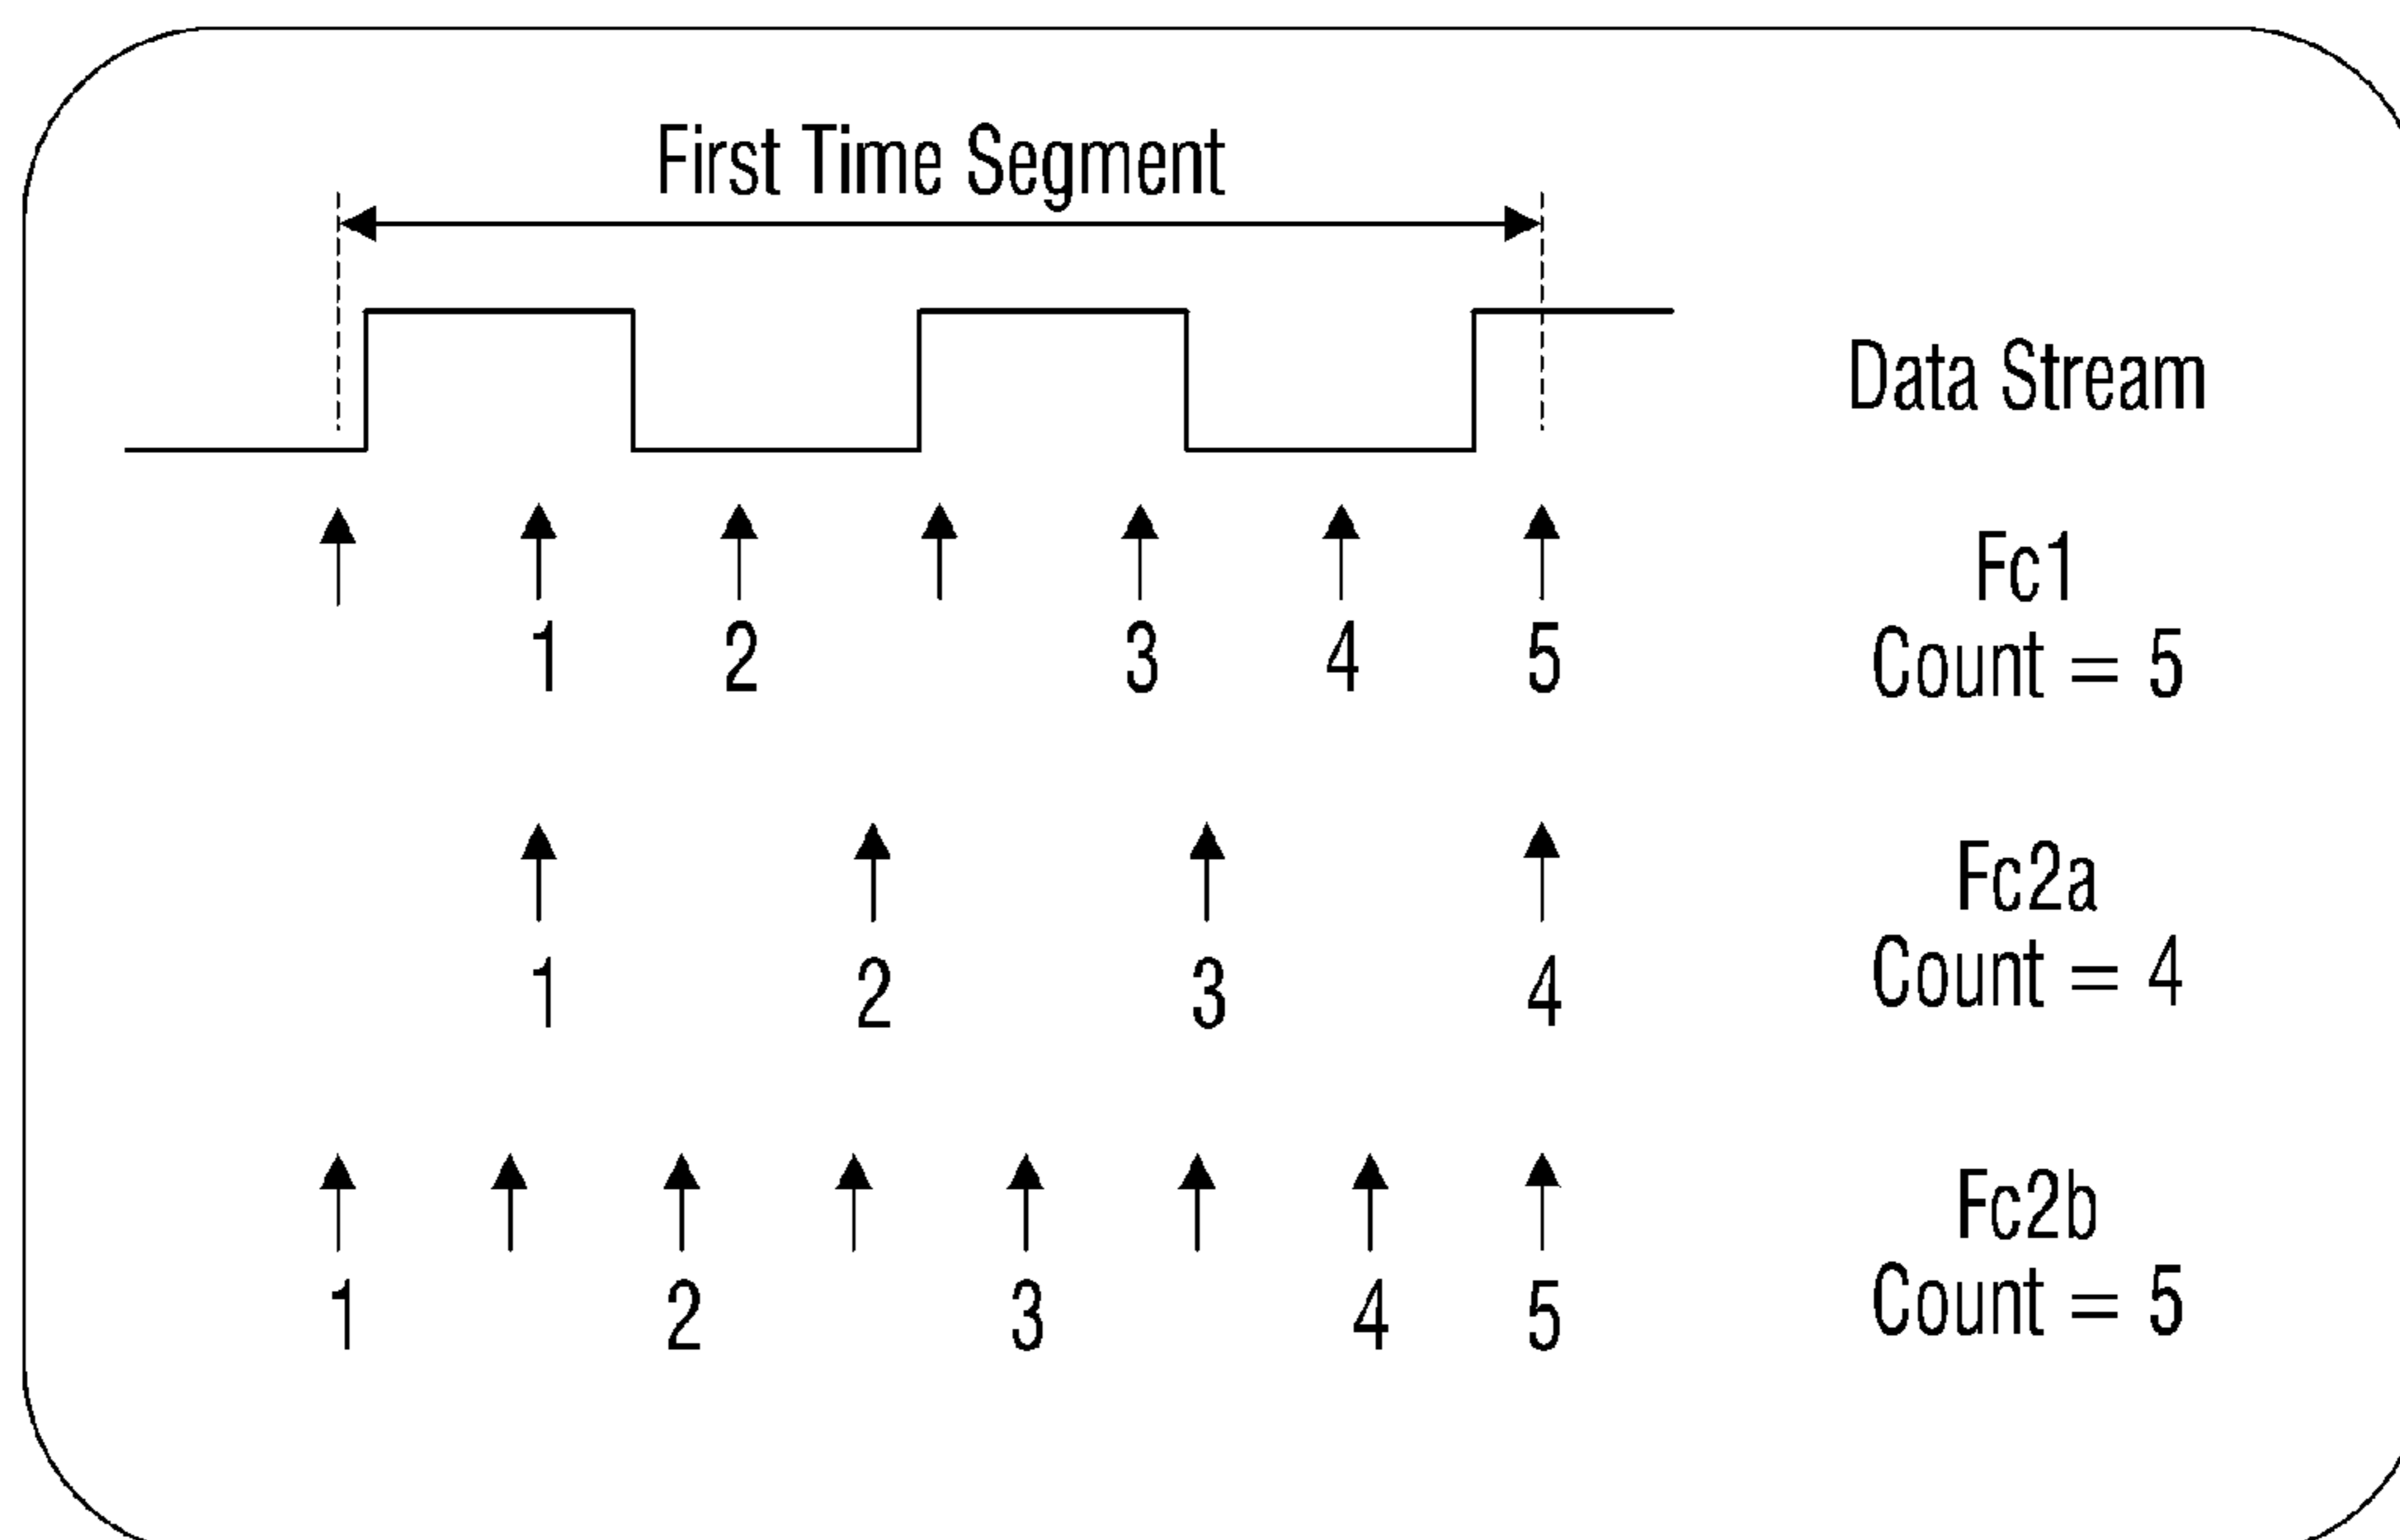 First Time Segment
Data Stream
1 2 3 4 5
Fc1
Count = 5
1 2 3 4
Fc2a
Count = 4
1 2 3 4 5
Fc2b
Count = 5